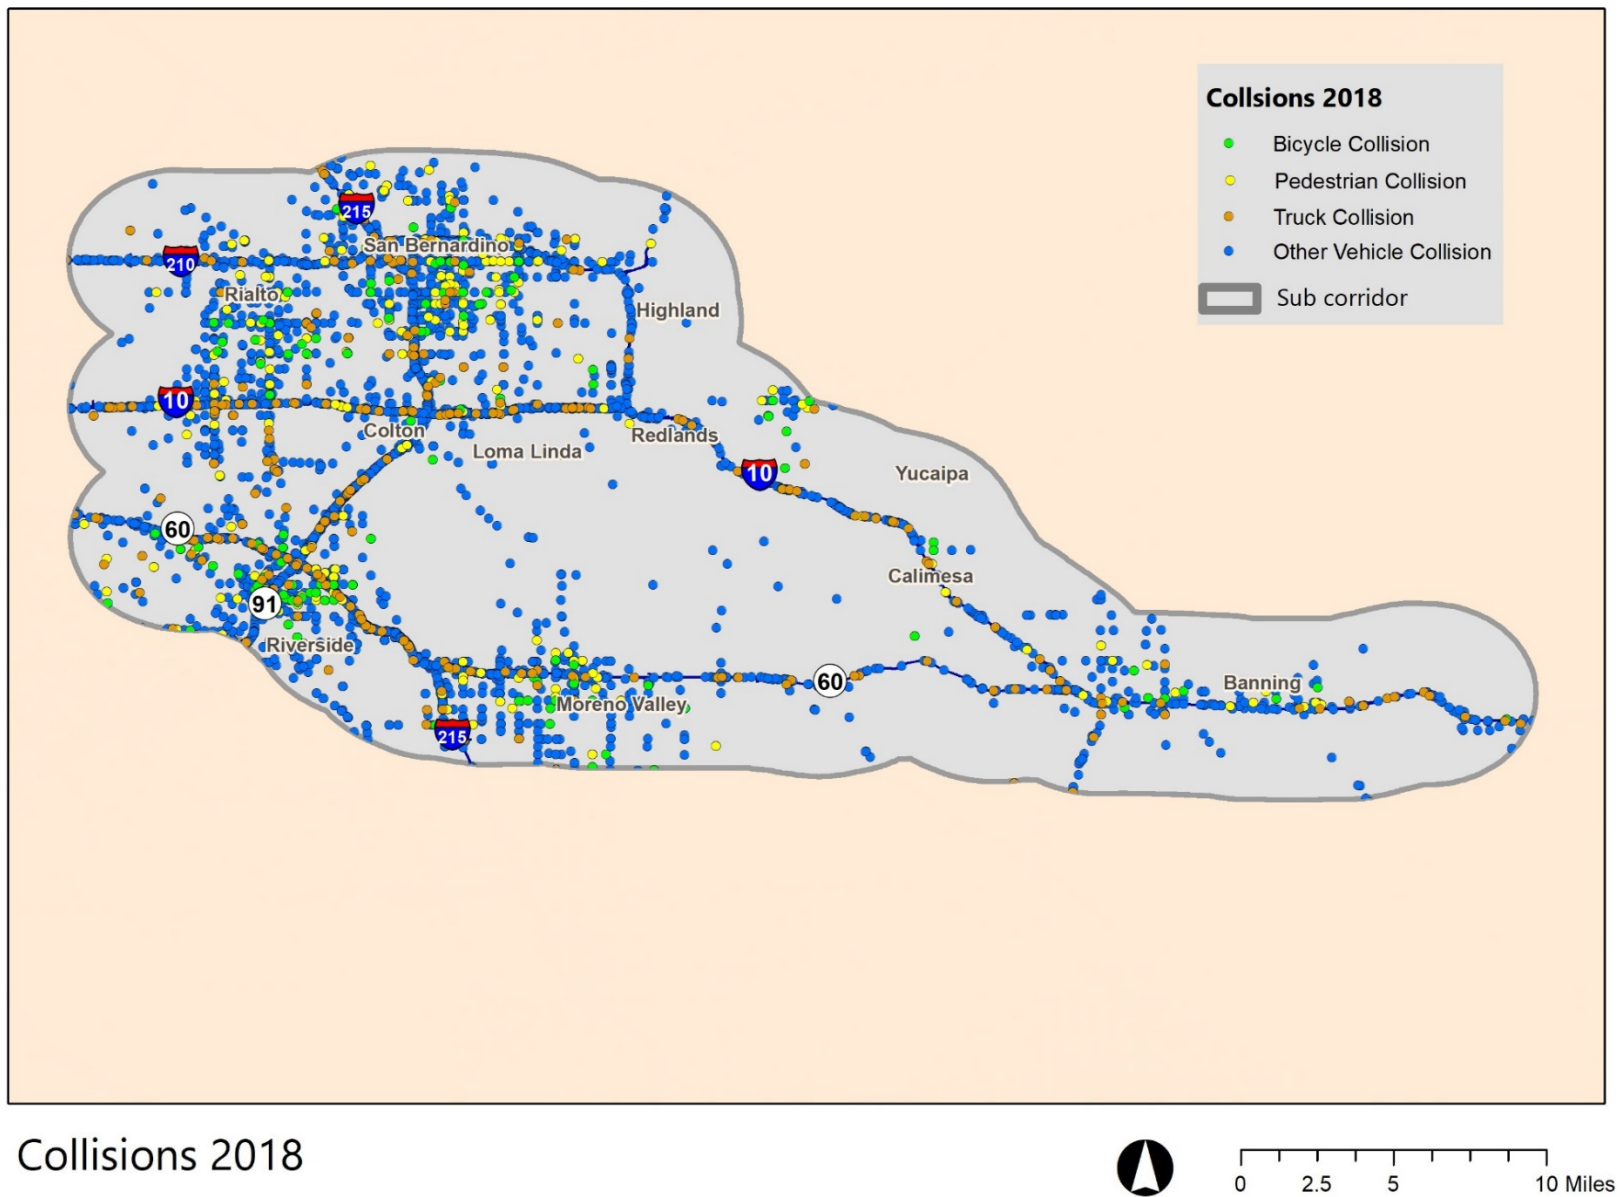 Collsions 2018
Bicycle Collision
Pedestrian Collision
Truck Collision
Other Vehicle Collision
Sub corridor
215
San Bernardino
210
Rialto
Highland
10
Colton
Redlands
Loma Linda
10
Yucaipa
60
Calimesa
91
Riverside
60
Banning
Moreno Valley
215
Collisions 2018
0 2.5 5 10 Miles